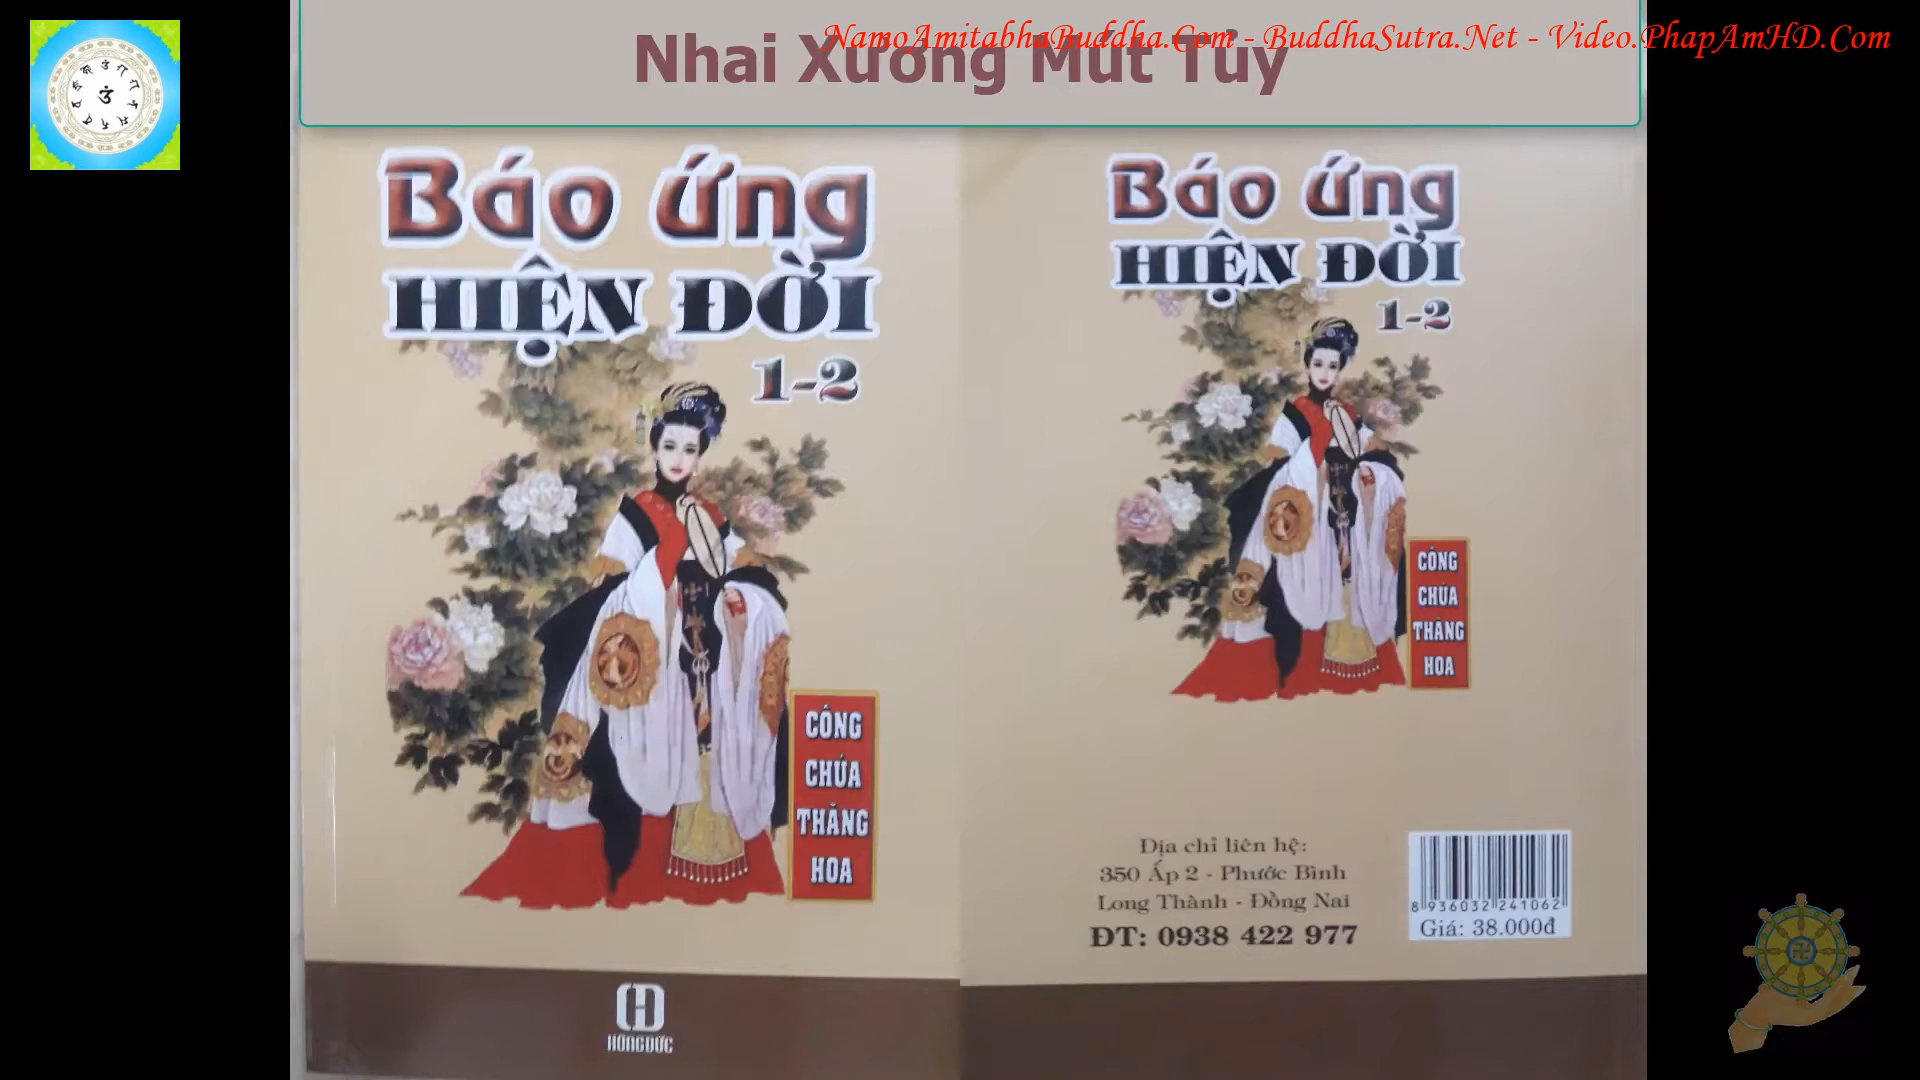 NamoAmitabhaBuddha.Com - BuddhaSutra.Net - Video.PhapAmHD.Com
Nhai Xương Mút Tủy
Báo ứng
HIỆN ĐỜI
1-2
CÔNG
CHÚA
THĂNG
HOA
HD
HỒNG ĐỨC
Báo ứng
HIỆN ĐỜI
1-2
CÔNG
CHÚA
THĂNG
HOA
Địa chỉ liên hệ:
350 Ấp 2 - Phước Bình
Long Thành - Đồng Nai
ĐT: 0938 422 977
8 936032 241062
Giá: 38.000đ